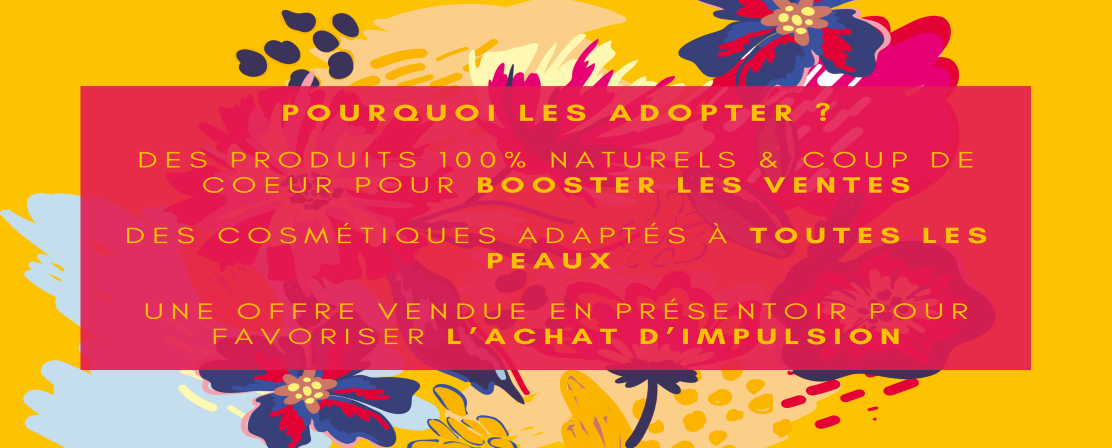 POURQUOI LES ADOPTER ?
DES PRODUITS 100% NATURELS & COUP DE
COEUR POUR BOOSTER LES VENTES
DES COSMÉTIQUES ADAPTÉS À TOUTES LES
PEAUX
UNE OFFRE VENDUE EN PRÉSENTOIR POUR
FAVORISER L'ACHAT D'IMPULSION